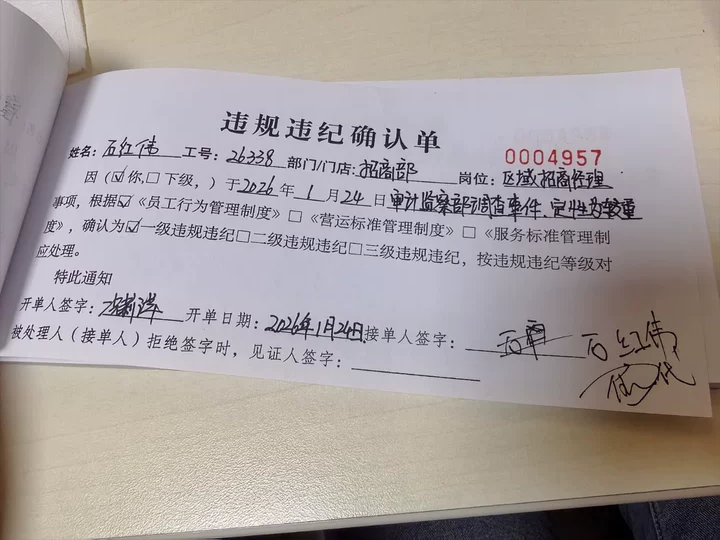 违规违纪确认单
0004957
姓名：石红伟 工号：26338 部门/门店：招商部 岗位：区域招商经理
因（☑你，□下级，）于2026年1月24日审计监察部调查事件、定性为较重
事项，根据☑《员工行为管理制度》□《营运标准管理制度》□《服务标准管理制
度》，确认为☑一级违规违纪□二级违规违纪□三级违规违纪，按违规违纪等级对
应处理。
特此通知
开单人签字： 开单日期：2026年1月24日 接单人签字： 石红伟
被处理人（接单人）拒绝签字时，见证人签字：